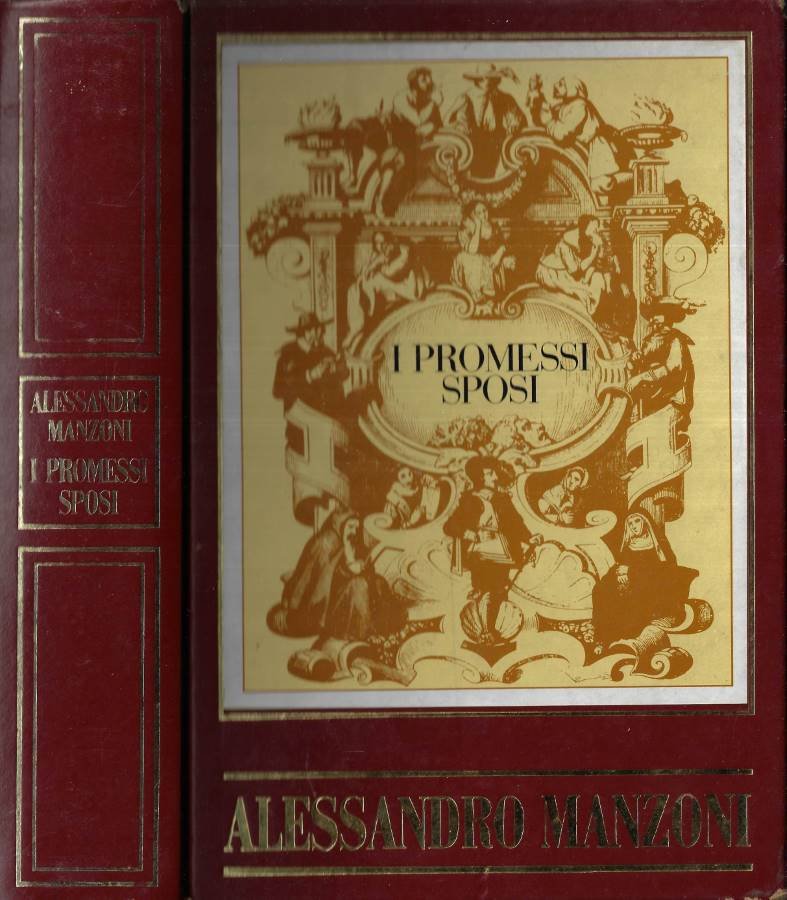 ALESSANDRO
MANZONI
I PROMESSI
SPOSI
I PROMESSI
SPOSI
ALESSANDRO MANZONI